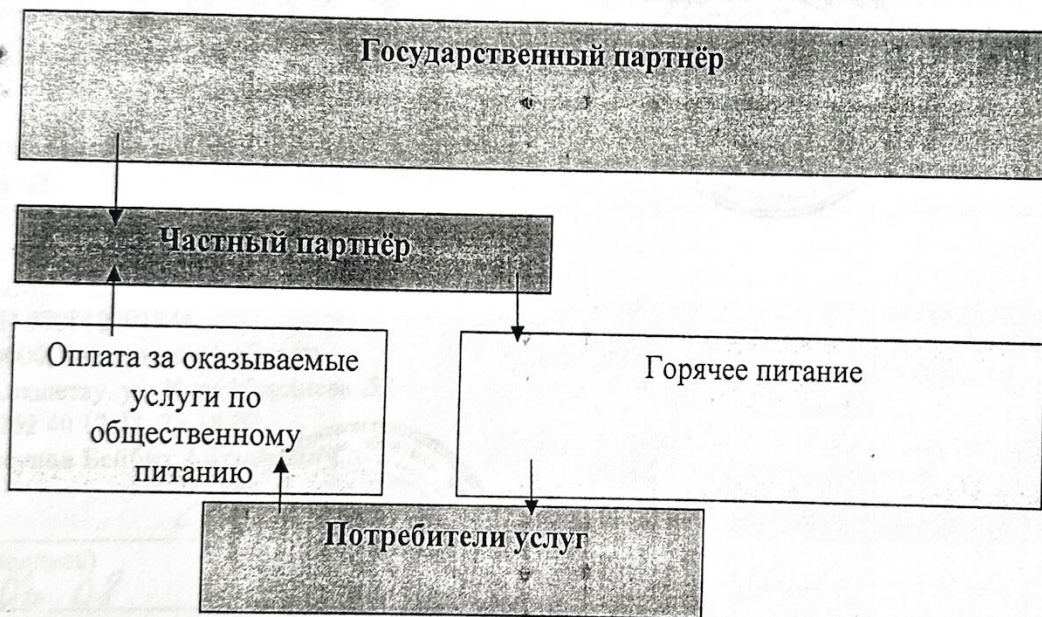 Государственный партнёр
Частный партнёр
Оплата за оказываемые
услуги по
общественному
питанию
Горячее питание
Потребители услуг